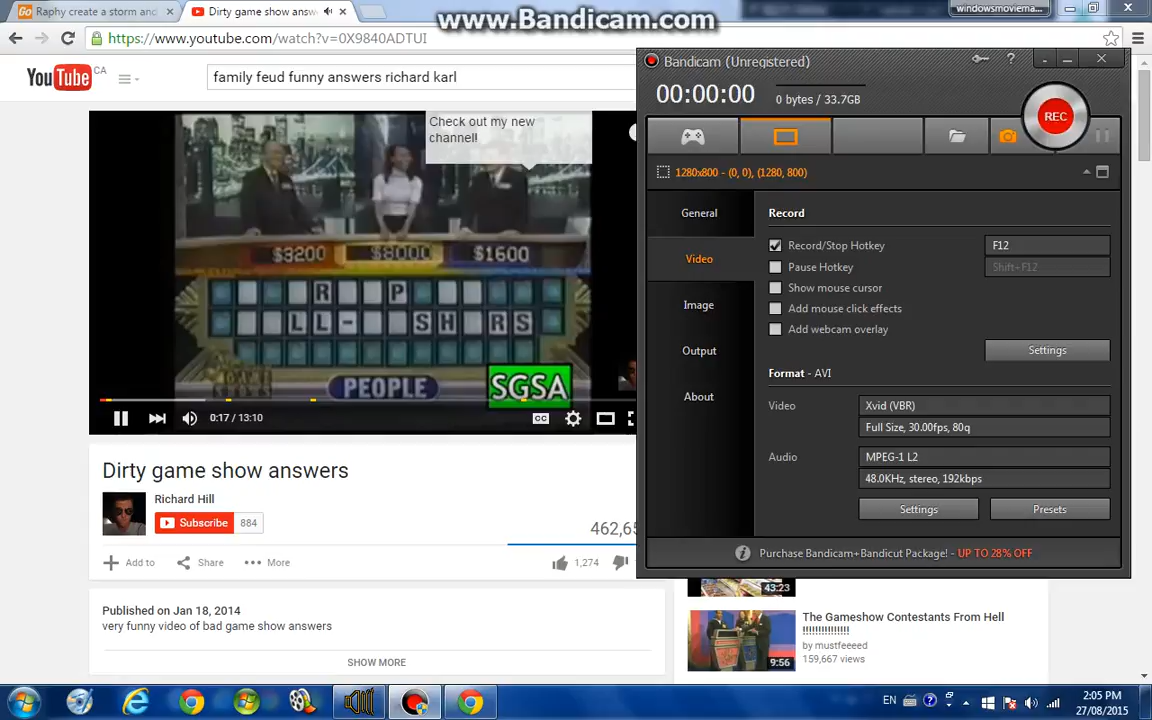 Raphy create a storm and
Dirty game show answers
windowsmoviema...
www.Bandicam.com
https://www.youtube.com/watch?v=0X9840ADTUI
YouTube CA
family feud funny answers richard karl
Check out my new
channel!
$3200 $8000 $1600
R P
LL- SH RS
PEOPLE
SGSA
0:17 / 13:10
CC
Dirty game show answers
Richard Hill
Subscribe 884
462,65
Add to Share More
1,274
Published on Jan 18, 2014
very funny video of bad game show answers
SHOW MORE
Bandicam (Unregistered)
00:00:00
0 bytes / 33.7GB
REC
1280x800 - (0, 0), (1280, 800)
General
Video
Image
Output
About
Record
Record/Stop Hotkey F12
Pause Hotkey Shift+F12
Show mouse cursor
Add mouse click effects
Add webcam overlay
Settings
Format - AVI
Video Xvid (VBR)
Full Size, 30.00fps, 80q
Audio MPEG-1 L2
48.0KHz, stereo, 192kbps
Settings Presets
Purchase Bandicam+Bandicut Package! - UP TO 28% OFF
43:23
The Gameshow Contestants From Hell
!!!!!!!!!!!!!!!
by mustfeeed
159,667 views
9:56
EN
2:05 PM
27/08/2015